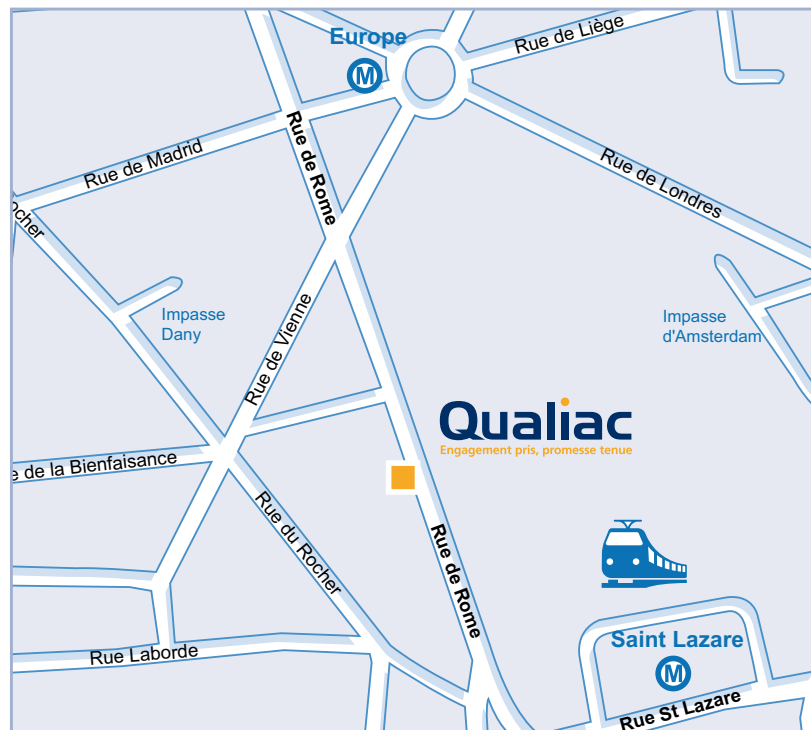 Europe
M
Rue de Liège
Rue de Madrid
Rue de Rome
Rue de Londres
ocher
Impasse
Dany
Rue de Vienne
Impasse
d'Amsterdam
Qualiac
Engagement pris, promesse tenue
e de la Bienfaisance
Rue du Rocher
Rue de Rome
Rue Laborde
Saint Lazare
M
Rue St Lazare